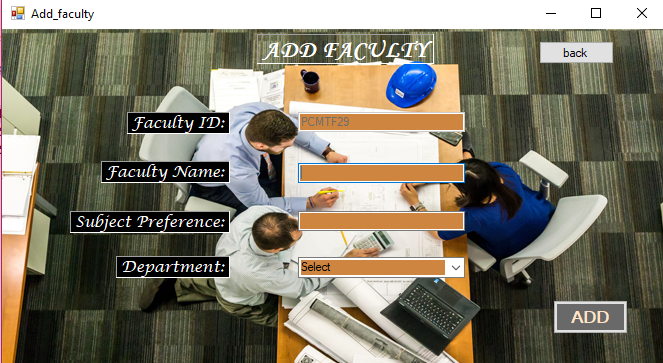 Add_faculty
ADD FACULTY
back
Faculty ID:
PCMTF29
Faculty Name:
Subject Preference:
Department:
Select
ADD